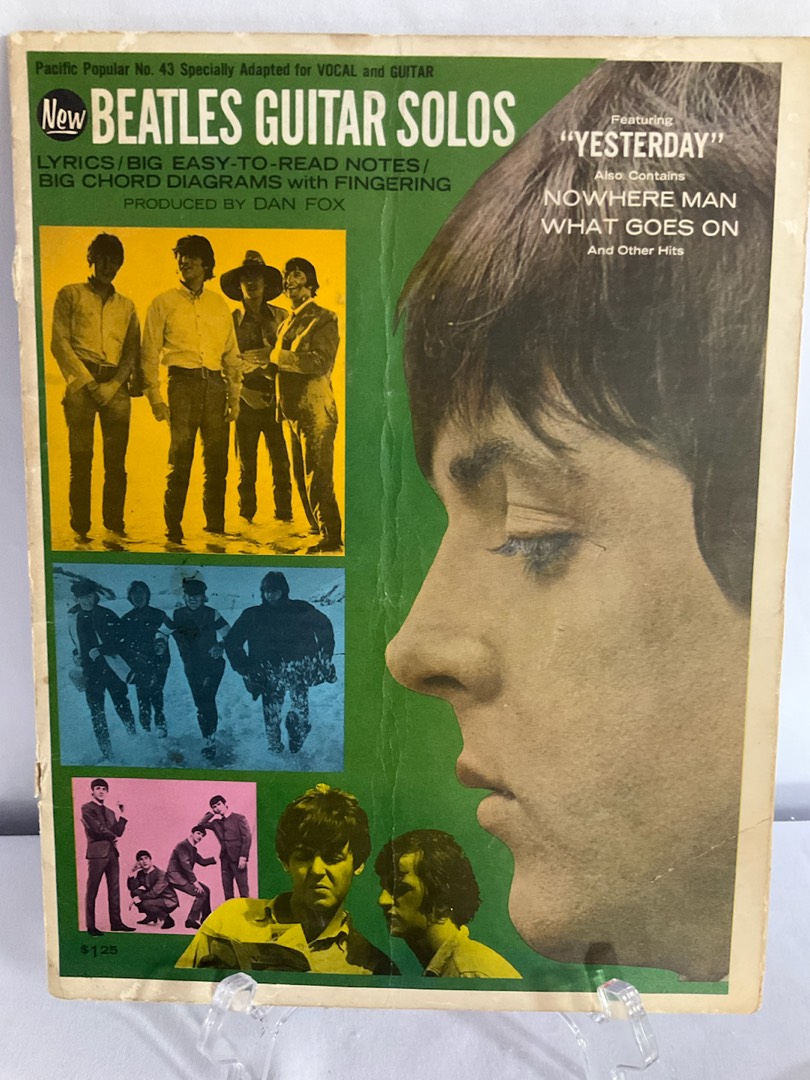 Pacific Popular No. 43 Specially Adapted for VOCAL and GUITAR
New BEATLES GUITAR SOLOS
LYRICS/BIG EASY-TO-READ NOTES/
BIG CHORD DIAGRAMS with FINGERING
PRODUCED BY DAN FOX
Featuring
"YESTERDAY"
Also Contains
NOWHERE MAN
WHAT GOES ON
And Other Hits
$1.25